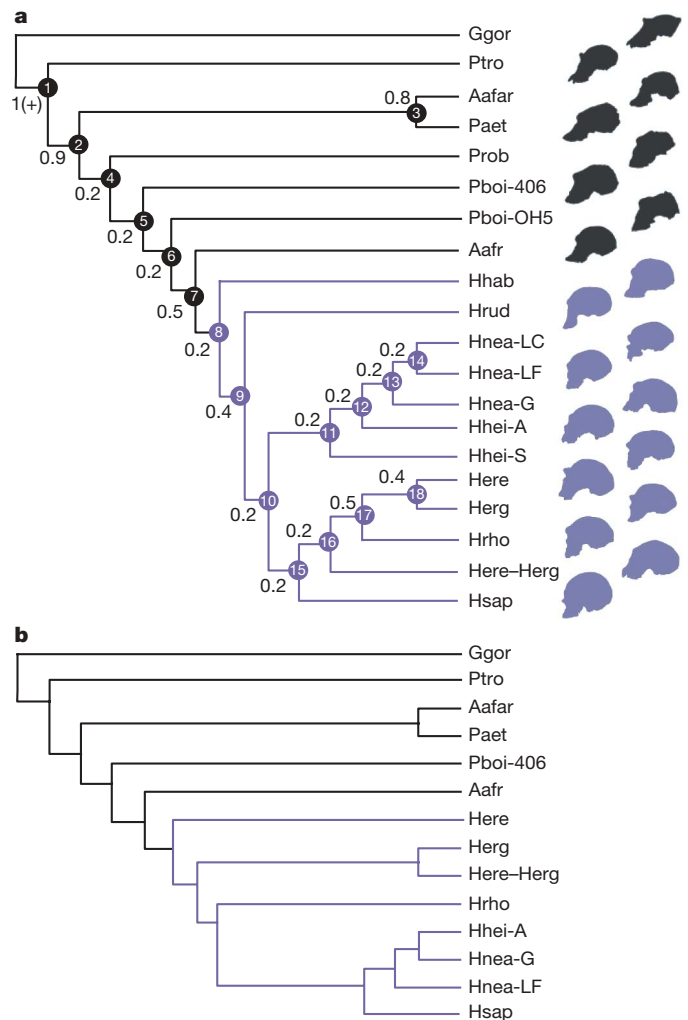 a
Ggor
Ptro
1
1(+)
0.8
Aafar
3
Paet
2
0.9
Prob
4
0.2
Pboi-406
5
0.2
Pboi-OH5
6
0.2
Aafr
7
0.5
Hhab
8
0.2
Hrud
9
0.4
Hnea-LC
0.2
14
Hnea-LF
0.2
13
Hnea-G
0.2
12
Hhei-A
0.2
11
Hhei-S
10
0.2
Here
0.4
18
Herg
0.5
17
Hrho
0.2
16
Here–Herg
15
0.2
Hsap
b
Ggor
Ptro
Aafar
Paet
Pboi-406
Aafr
Here
Herg
Here–Herg
Hrho
Hhei-A
Hnea-G
Hnea-LF
Hsap